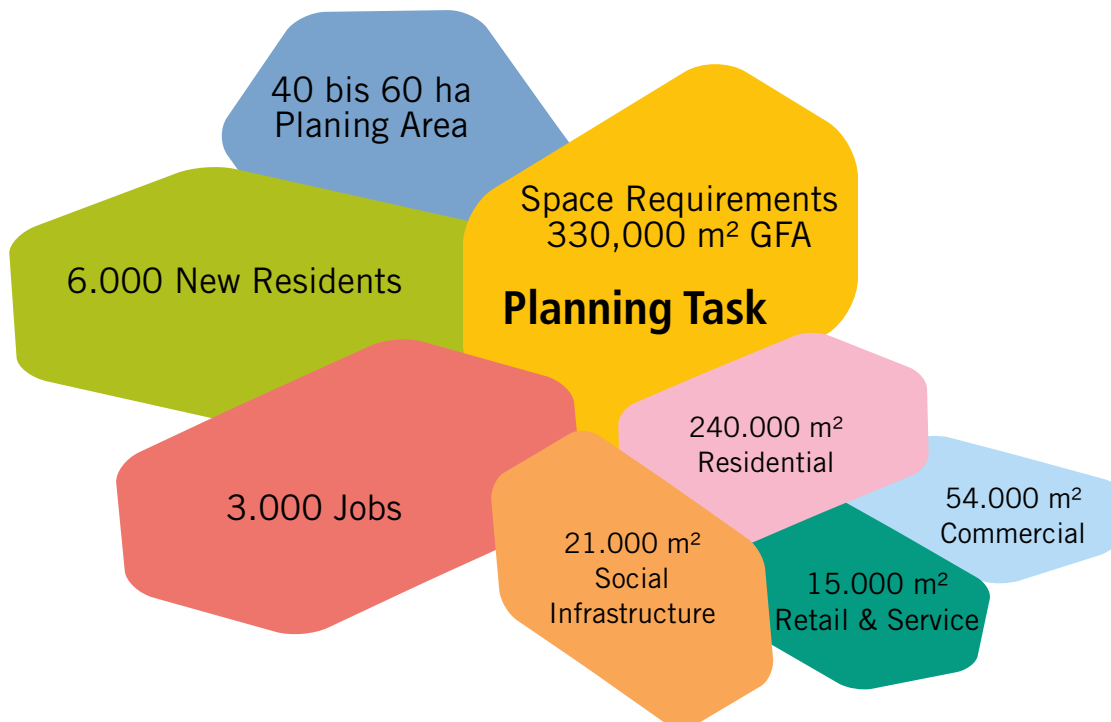 40 bis 60 ha
Planing Area
Space Requirements
330,000 m² GFA
Planning Task
6.000 New Residents
3.000 Jobs
240.000 m²
Residential
54.000 m²
Commercial
21.000 m²
Social
Infrastructure
15.000 m²
Retail & Service